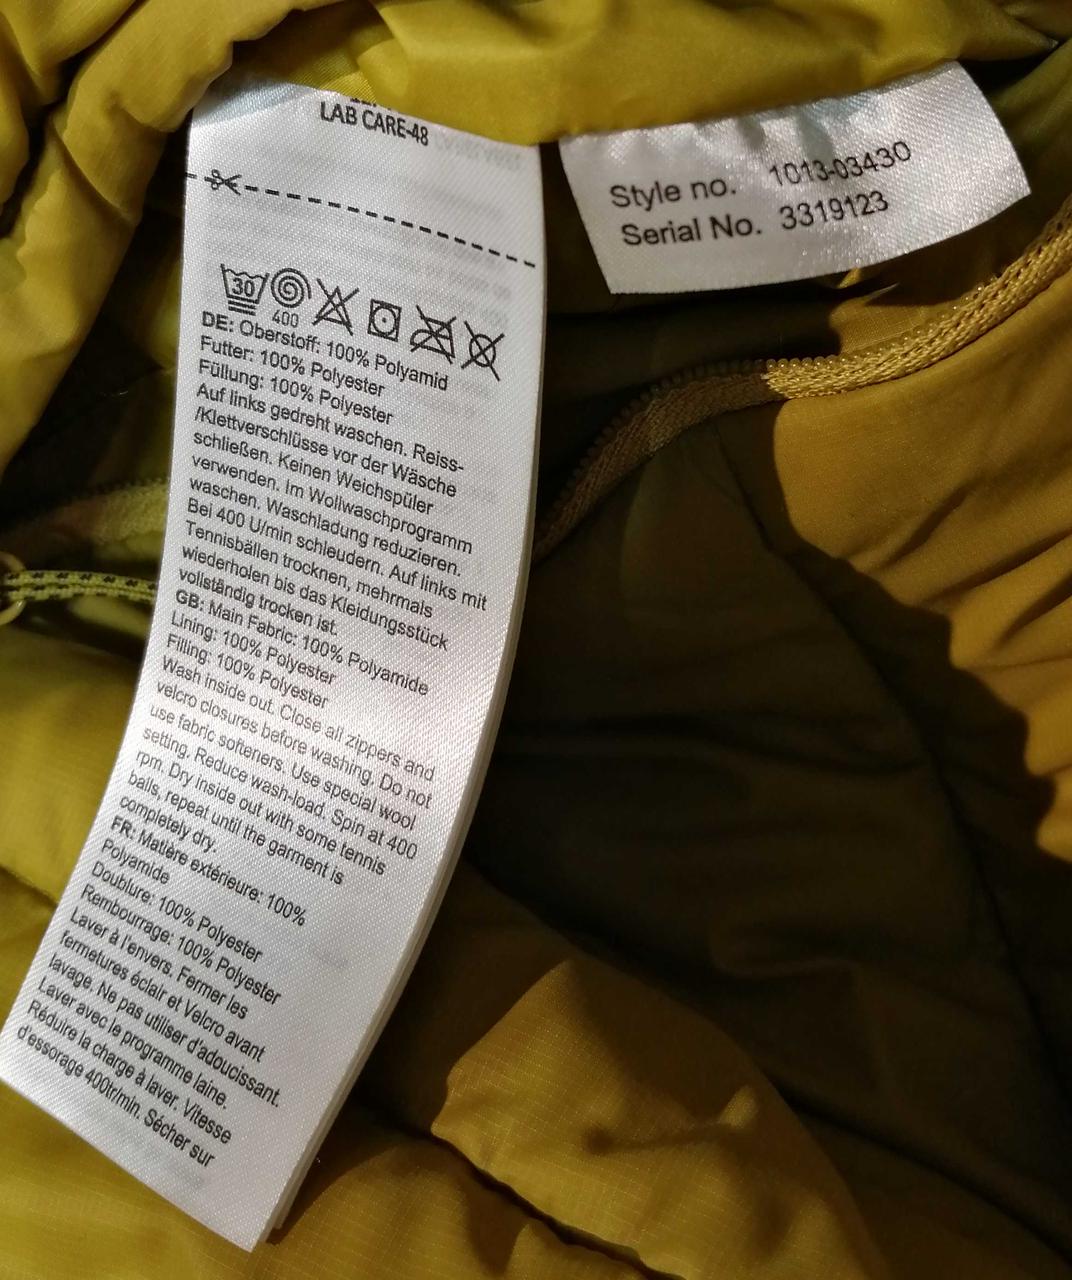 LAB CARE-48
Style no. 1013-03430
Serial No. 3319123
30
400
DE: Oberstoff: 100% Polyamid
Futter: 100% Polyester
Füllung: 100% Polyester
Auf links gedreht waschen. Reiss-
/Klettverschlüsse vor der Wäsche
schließen. Keinen Weichspüler
verwenden. Im Wollwaschprogramm
waschen. Waschladung reduzieren.
Bei 400 U/min schleudern. Auf links mit
Tennisbällen trocknen, mehrmals
wiederholen bis das Kleidungsstück
vollständig trocken ist.
GB: Main Fabric: 100% Polyamide
Lining: 100% Polyester
Filling: 100% Polyester
Wash inside out. Close all zippers and
velcro closures before washing. Do not
use fabric softeners. Use special wool
setting. Reduce wash-load. Spin at 400
rpm. Dry inside out with some tennis
balls, repeat until the garment is
completely dry.
FR: Matière extérieure: 100%
Polyamide
Doublure: 100% Polyester
Rembourrage: 100% Polyester
Laver à l'envers. Fermer les
fermetures éclair et Velcro avant
lavage. Ne pas utiliser d'adoucissant.
Laver avec le programme laine.
Réduire la charge à laver. Vitesse
d'essorage 400tr/min. Sécher sur